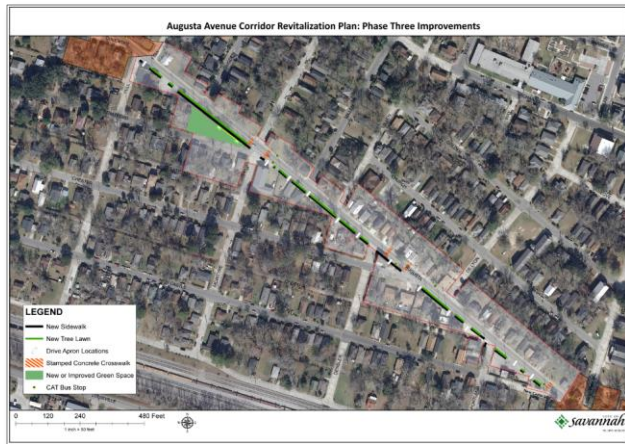 Augusta Avenue Corridor Revitalization Plan: Phase Three Improvements
LEGEND
New Sidewalk
New Tree Lawn
Drive Apron Locations
Stamped Concrete Crosswalk
New or Improved Green Space
CAT Bus Stop
0 120 240 480 Feet
savannah